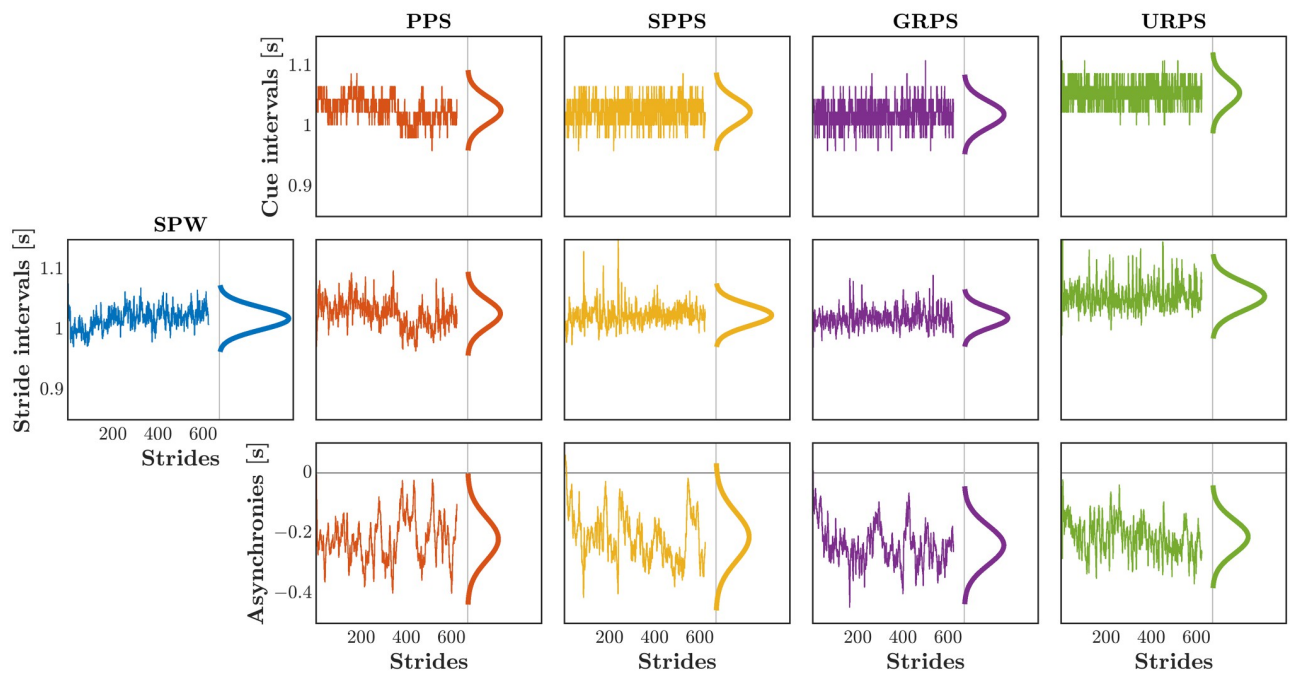 PPS SPPS GRPS URPS
Cue intervals [s]
1.1
1
0.9
SPW
Stride intervals [s]
1.1
1
0.9
200 400 600
Strides
Asynchronies [s]
0
−0.2
−0.4
200 400 600 200 400 600 200 400 600 200 400 600
Strides Strides Strides Strides